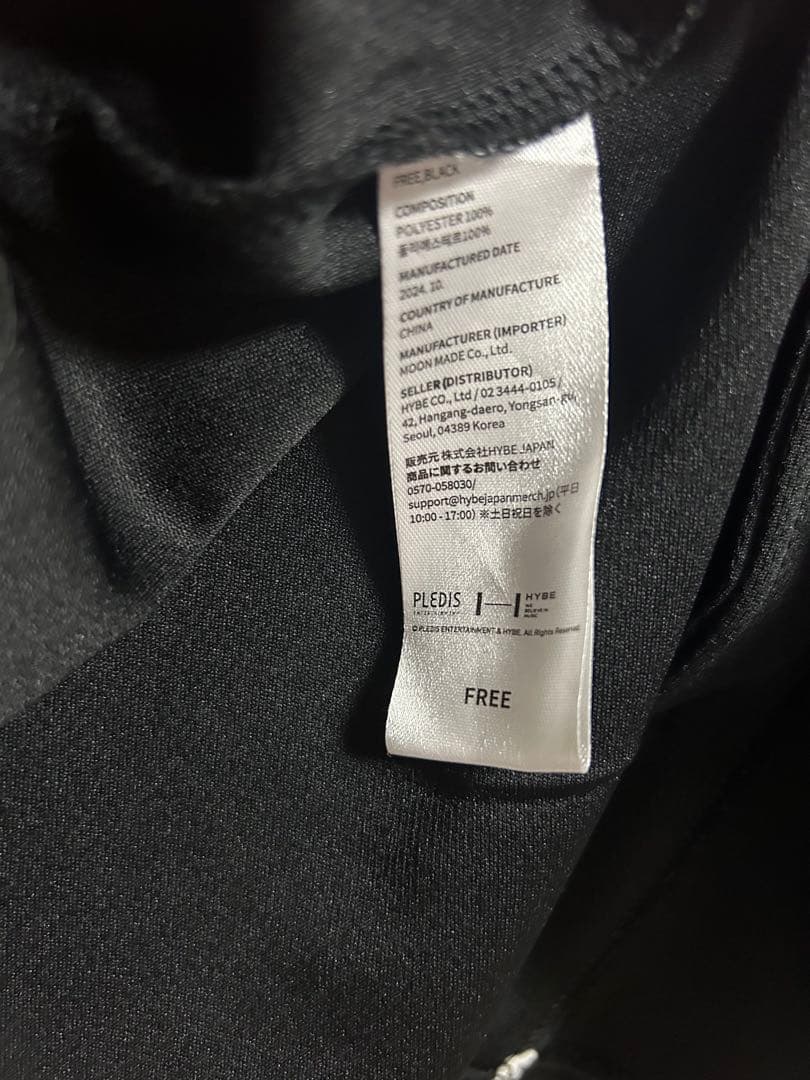 FREE,BLACK
COMPOSITION
POLYESTER 100%
폴리에스테르100%
MANUFACTURED DATE
2024. 10.
COUNTRY OF MANUFACTURE
CHINA
MANUFACTURER (IMPORTER)
MOON MADE Co., Ltd.
SELLER (DISTRIBUTOR)
HYBE CO., Ltd / 02 3444-0105 /
42, Hangang-daero, Yongsan-gu,
Seoul, 04389 Korea
販売元 株式会社HYBE JAPAN
商品に関するお問い合わせ
0570-058030/
support@hybejapanmerch.jp (平日
10:00 - 17:00) ※土日祝日を除く
PLEDIS
ENTERTAINMENT
HYBE
WE
BELIEVE IN
MUSIC
© PLEDIS ENTERTAINMENT & HYBE. All Rights Reserved.
FREE